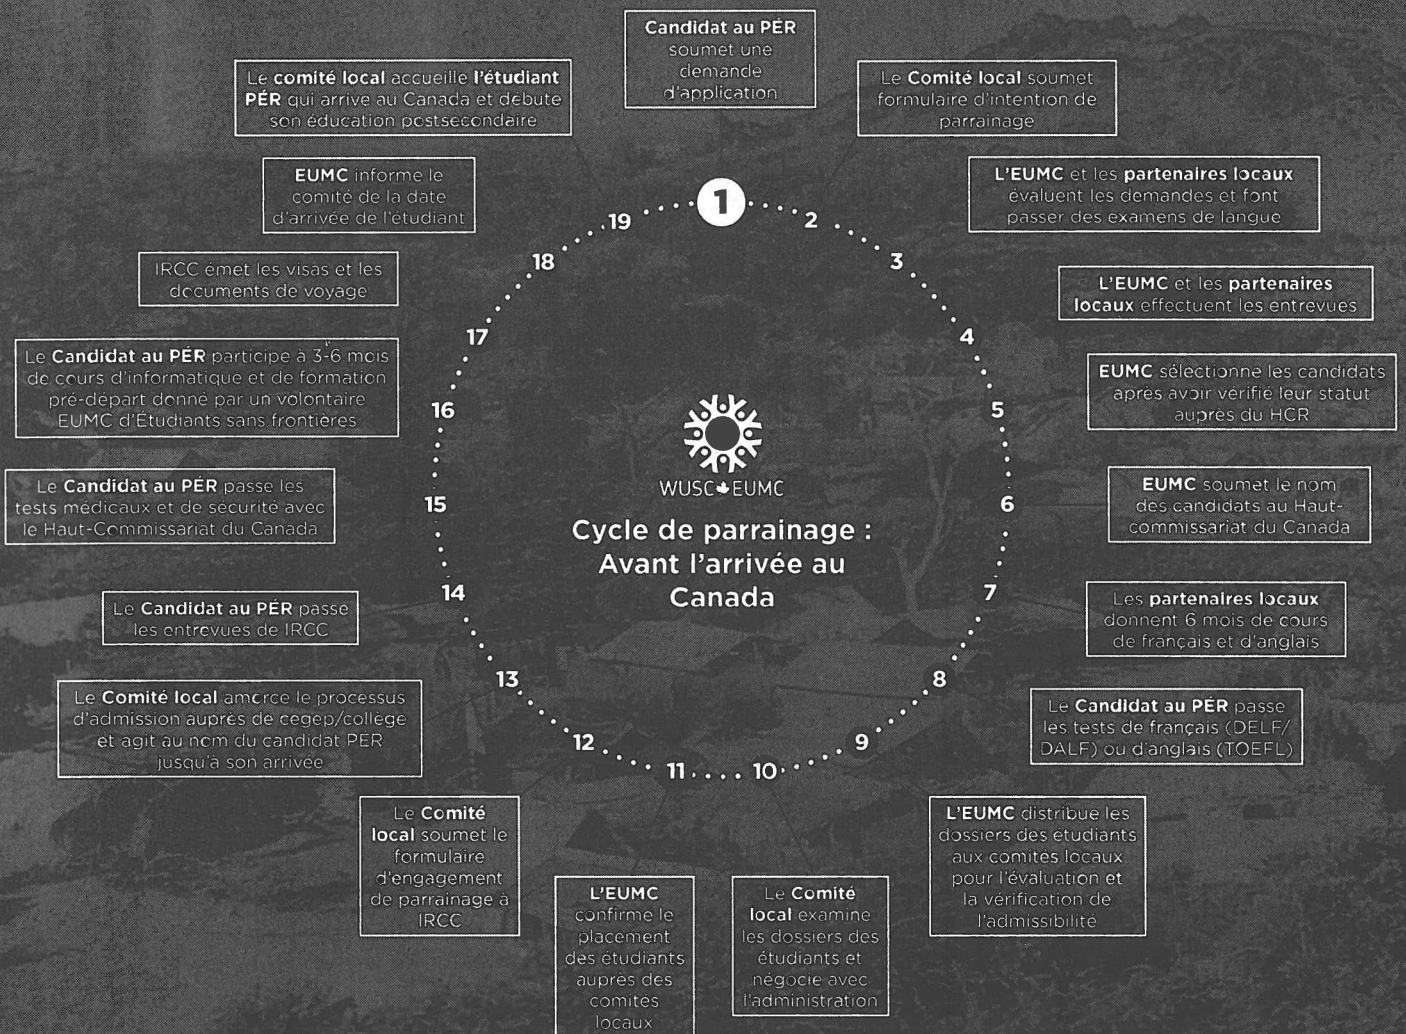 Candidat au PÉR
soumet une
demande
d'application
Le Comité local soumet
formulaire d'intention de
parrainage
L'EUMC et les partenaires locaux
évaluent les demandes et font
passer des examens de langue
L'EUMC et les partenaires
locaux effectuent les entrevues
EUMC sélectionne les candidats
après avoir vérifié leur statut
auprès du HCR
EUMC soumet le nom
des candidats au Haut-
commissariat du Canada
Les partenaires locaux
donnent 6 mois de cours
de français et d'anglais
Le Candidat au PÉR passe
les tests de français (DELF/
DALF) ou d'anglais (TOEFL)
L'EUMC distribue les
dossiers des étudiants
aux comités locaux
pour l'évaluation et
la vérification de
l'admissibilité
Le Comité
local examine
les dossiers des
étudiants et
négocie avec
l'administration
L'EUMC
confirme le
placement
des étudiants
auprès des
comités
locaux
Le Comité
local soumet le
formulaire
d'engagement
de parrainage à
IRCC
Le Comité local amorce le processus
d'admission auprès de cegep/collège
et agit au nom du candidat PÉR
jusqu'à son arrivée
Le Candidat au PÉR passe
les entrevues de IRCC
Le Candidat au PÉR passe les
tests médicaux et de sécurité avec
le Haut-Commissariat du Canada
Le Candidat au PÉR participe à 3-6 mois
de cours d'informatique et de formation
pré-départ donné par un volontaire
EUMC d'Étudiants sans frontières
IRCC émet les visas et les
documents de voyage
EUMC informe le
comité de la date
d'arrivée de l'étudiant
Le comité local accueille l'étudiant
PÉR qui arrive au Canada et débute
son éducation postsecondaire
1
2
3
4
5
6
7
8
9
10
11
12
13
14
15
16
17
18
19
WUSC EUMC
Cycle de parrainage :
Avant l'arrivée au
Canada